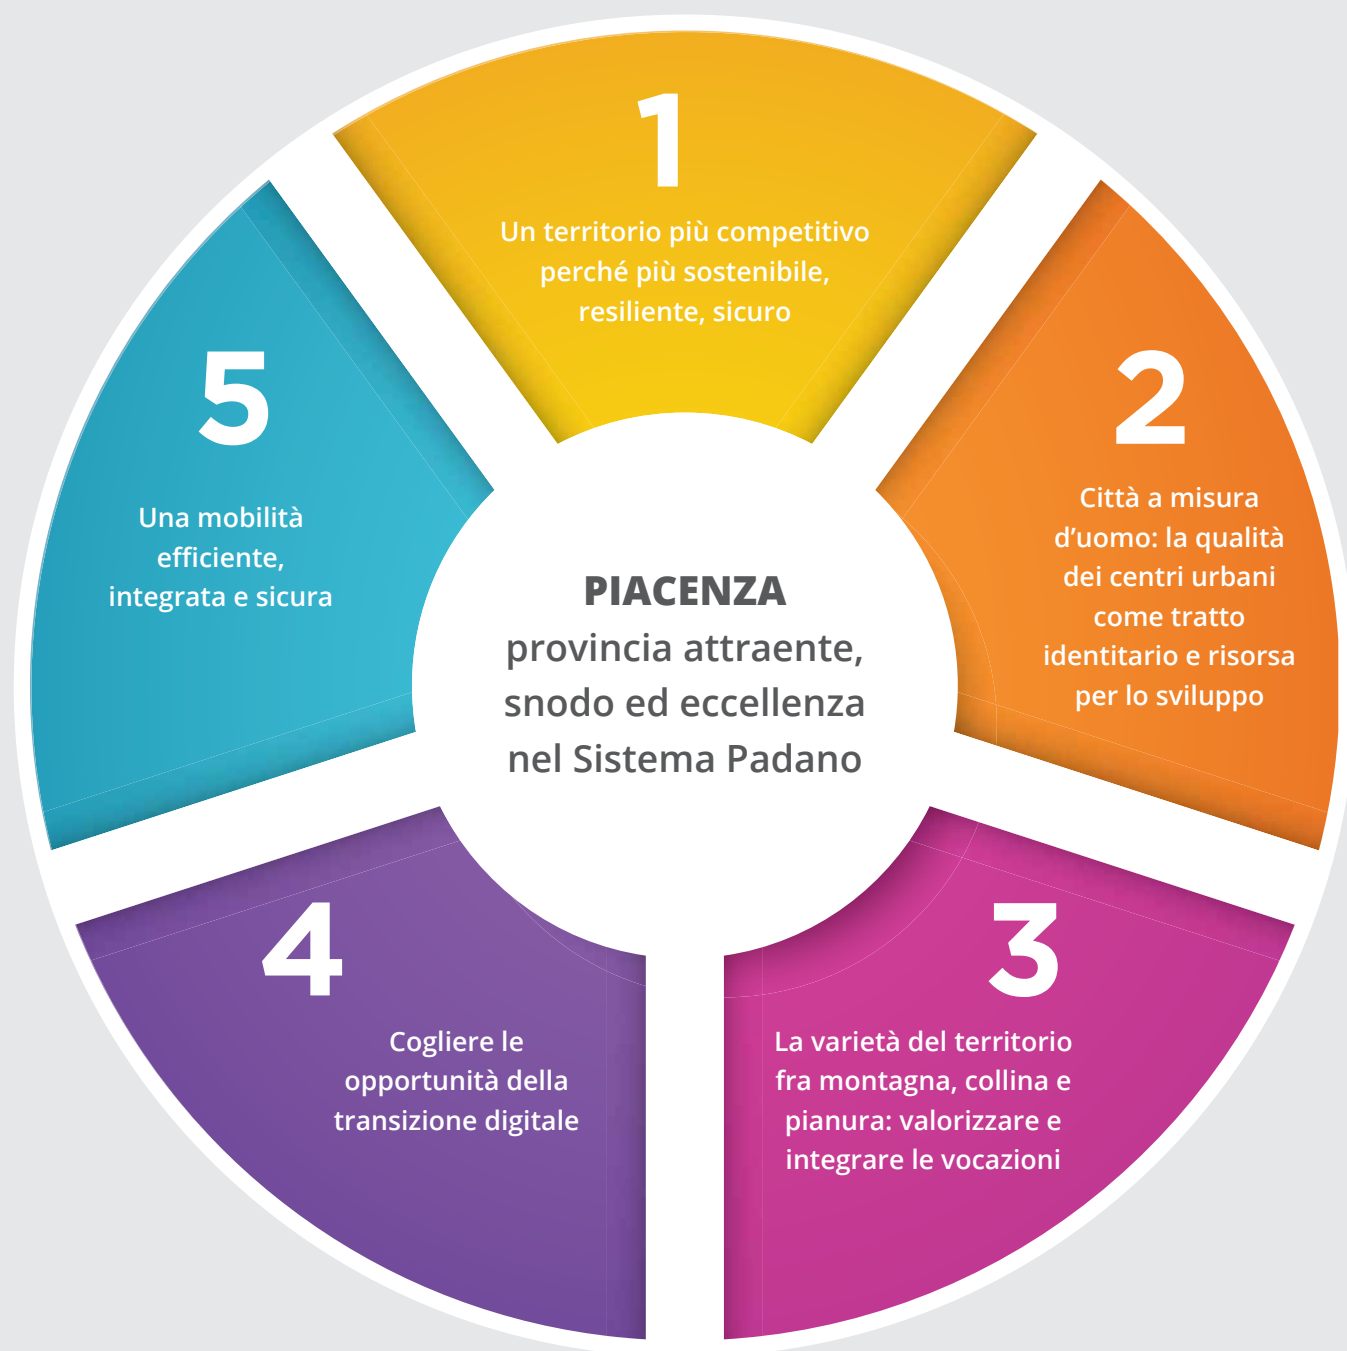 1
Un territorio più competitivo
perché più sostenibile,
resiliente, sicuro
2
Città a misura
d’uomo: la qualità
dei centri urbani
come tratto
identitario e risorsa
per lo sviluppo
3
La varietà del territorio
fra montagna, collina e
pianura: valorizzare e
integrare le vocazioni
4
Cogliere le
opportunità della
transizione digitale
5
Una mobilità
efficiente,
integrata e sicura
PIACENZA
provincia attraente,
snodo ed eccellenza
nel Sistema Padano